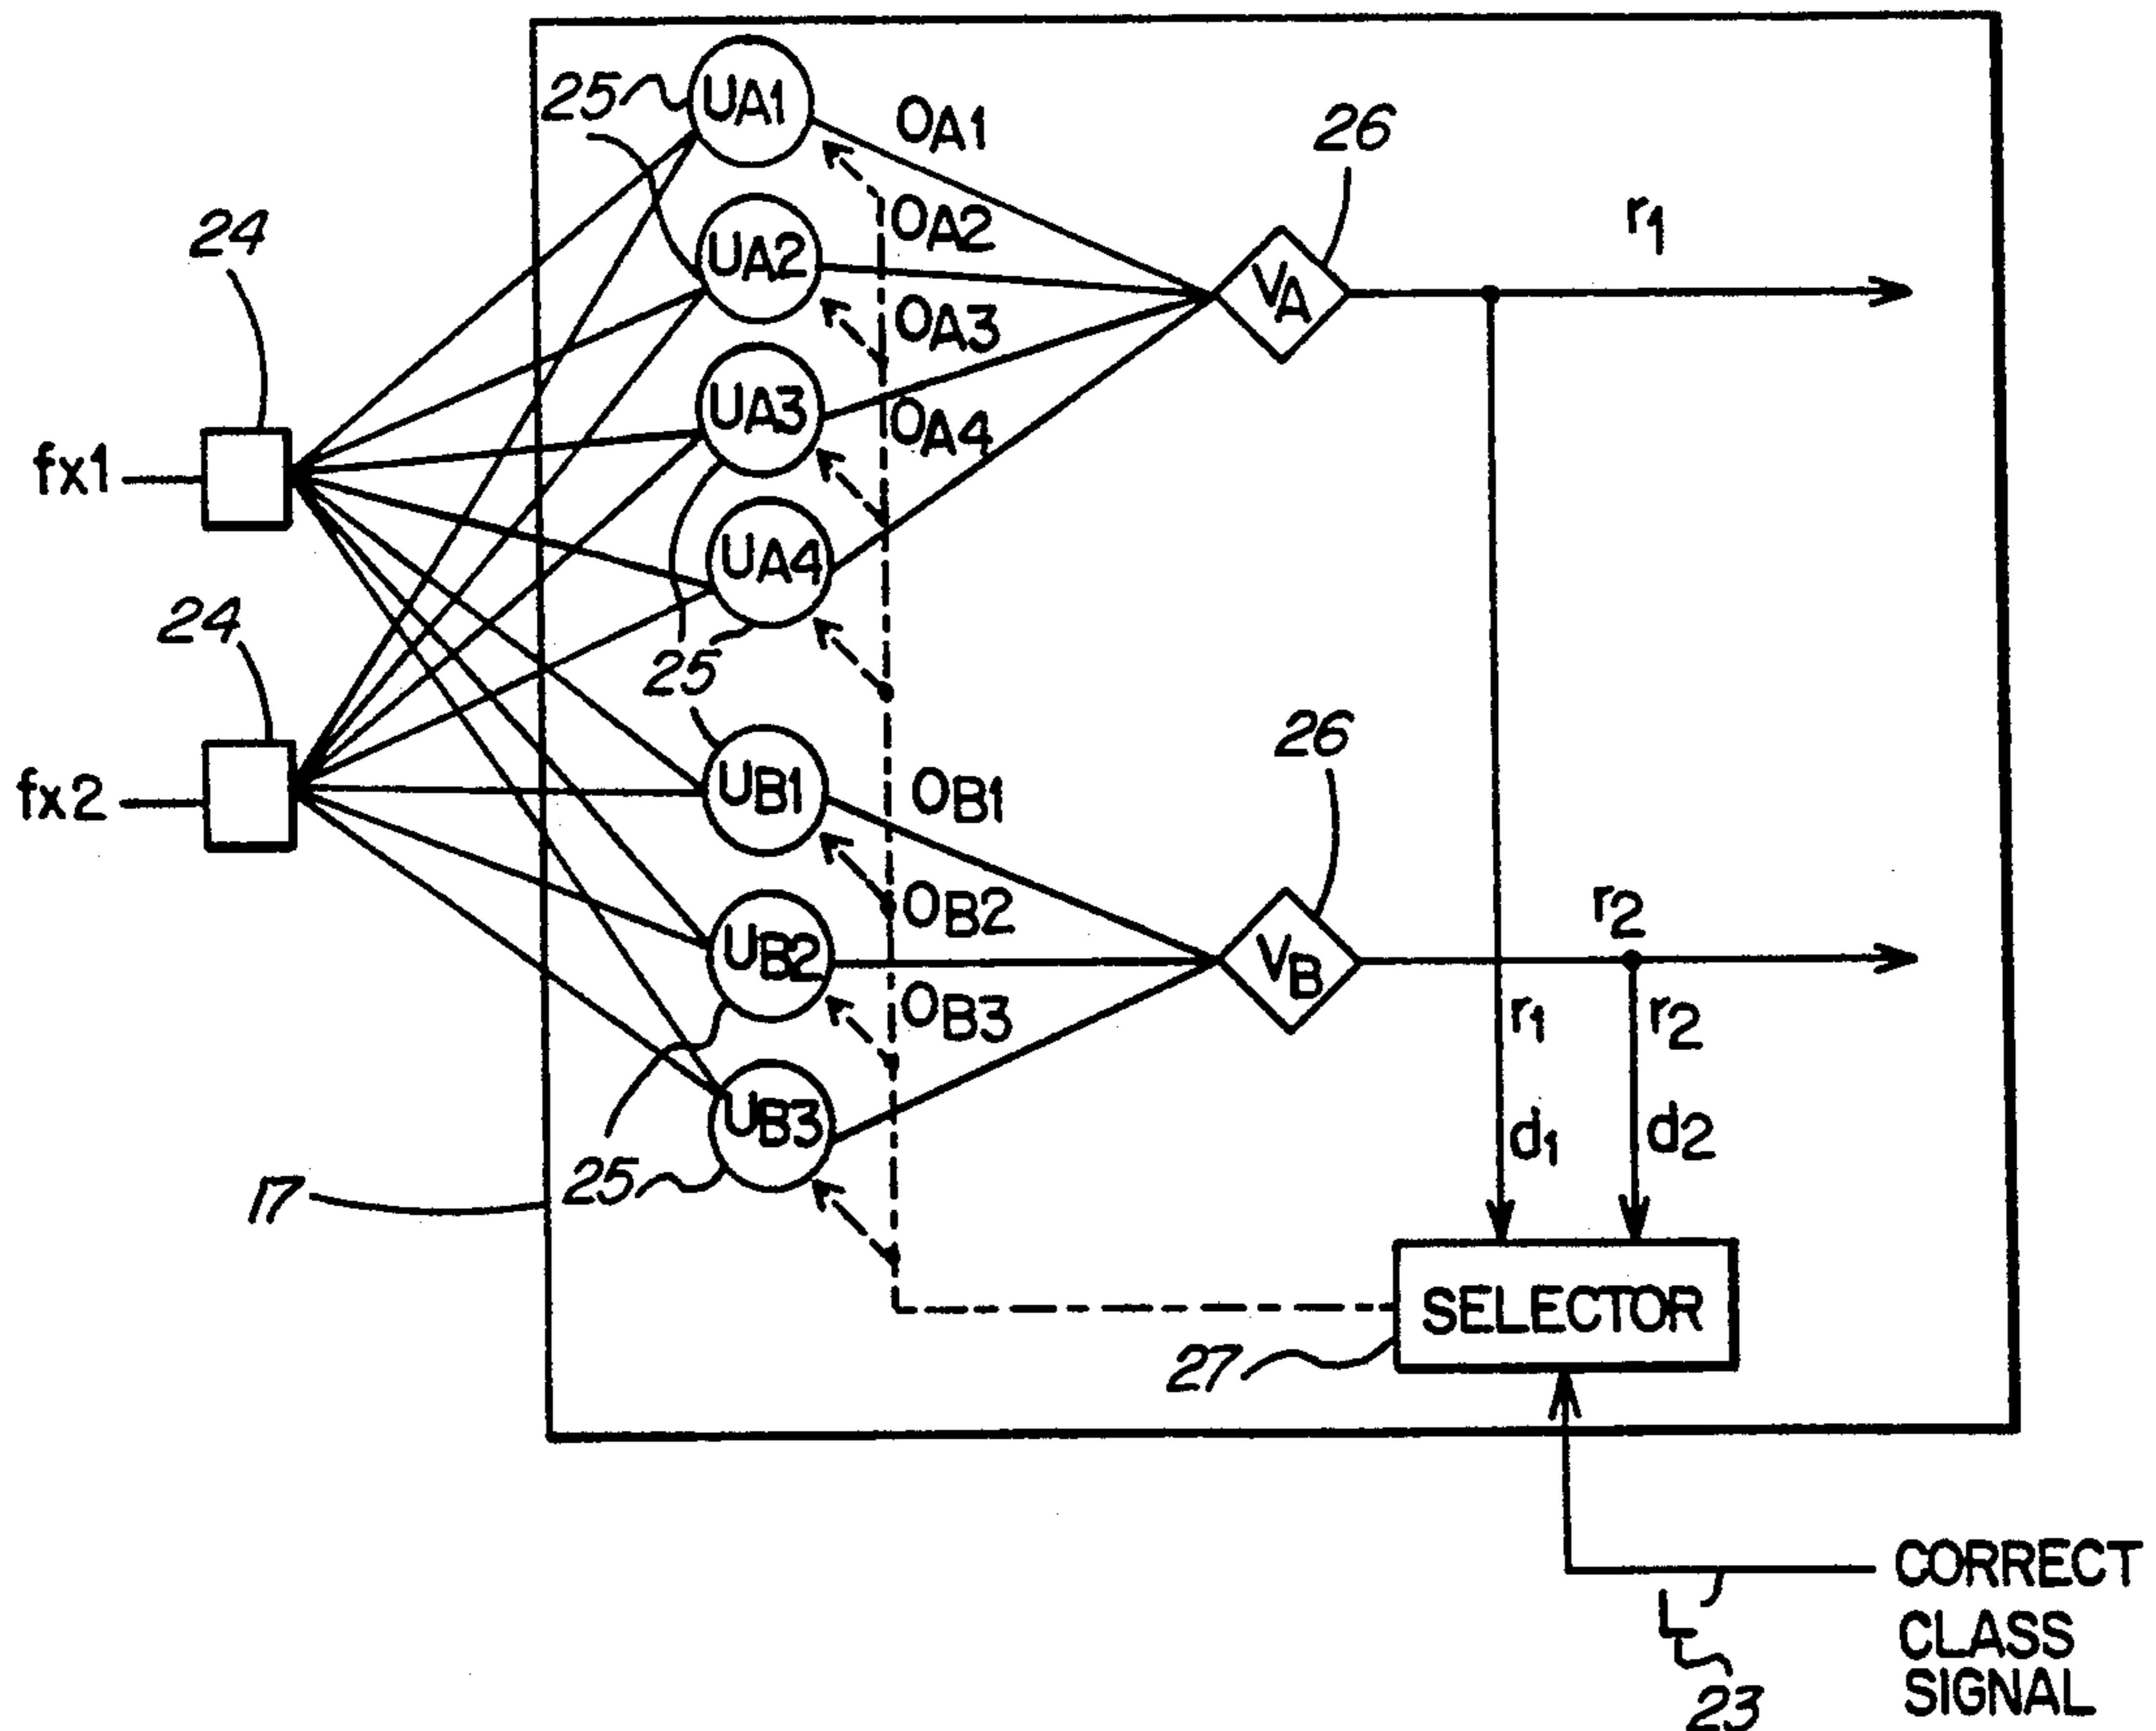 25
UA1
OA1
26
24
OA2
r1
UA2
VA
OA3
UA3
OA4
fx1
UA4
24
25
26
fx2
UB1
OB1
OB2
r2
UB2
VB
OB3
r1
r2
UB3
d1
d2
17
25
SELECTOR
27
CORRECT
CLASS
SIGNAL
L
23